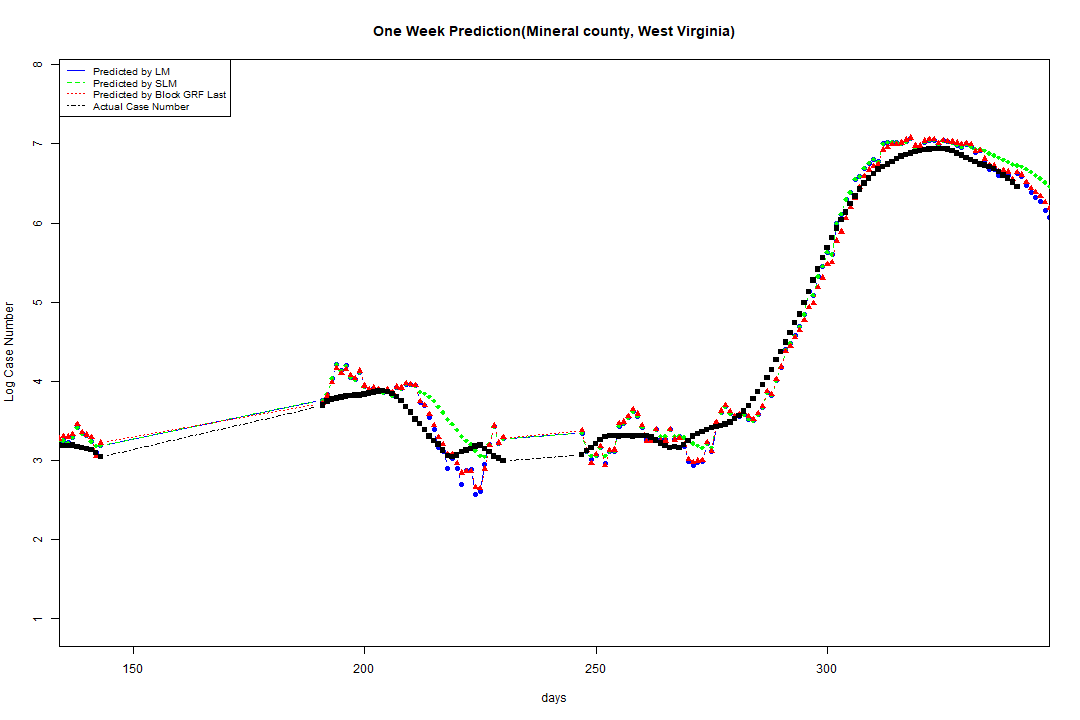 One Week Prediction(Mineral county, West Virginia)
Predicted by LM
Predicted by SLM
Predicted by Block GRF Last
Actual Case Number
Log Case Number
8
7
6
5
4
3
2
1
150
200
250
300
days